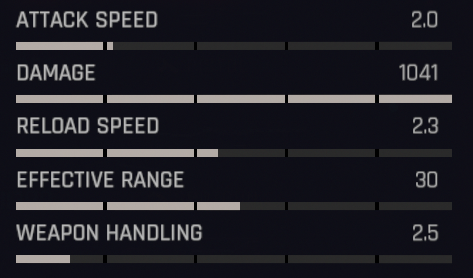 ATTACK SPEED 2.0
DAMAGE 1041
RELOAD SPEED 2.3
EFFECTIVE RANGE 30
WEAPON HANDLING 2.5